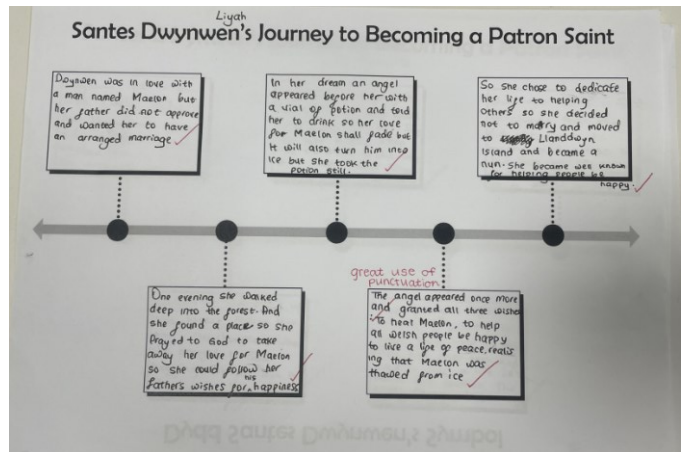 Liyah
Santes Dwynwen's Journey to Becoming a Patron Saint
Dwynwen was in love with
a man named Maelon but
her father did not approve
and wanted her to have
an arranged marriage
One evening she walked
deep into the forest. And
she found a place so she
Prayed to God to take
away her love for Maelon
so she could follow her
fathers wishes for his happiness
In her dream an angel
appeared before her with
a vial of potion and told
her to drink so her love
for Maelon shall fade but
It will also turn him into
ice but she took the
potion still.
great use of
punctuation
The angel appeared once more
and granted all three wishes
to heal Maelon, to help
all welsh people be happy
to live a life of peace, realis
ing that Maelon was
thawed from ice
So she chose to dedicate
her life to helping
others so she decided
not to marry and moved
to Llanddwyn
Island and became a
nun. She became known
for helping people be
happy.
Dydd Santes Dwynwen's Symbol